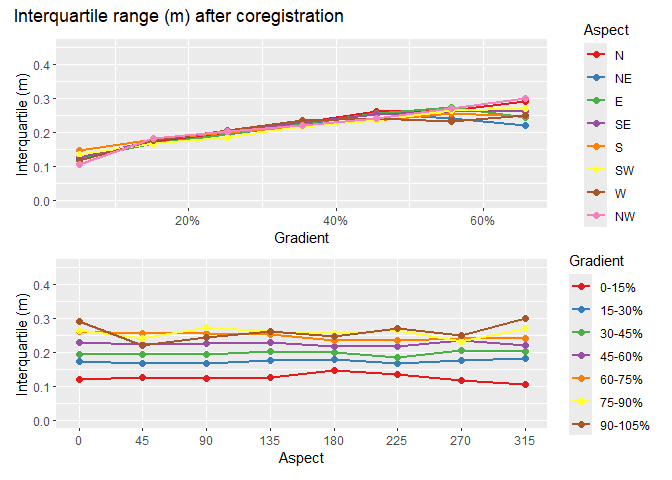 Interquartile range (m) after coregistration
Interquartile (m)
0.4
0.3
0.2
0.1
0.0
20%
40%
60%
Gradient
Aspect
N
NE
E
SE
S
SW
W
NW
Interquartile (m)
0.4
0.3
0.2
0.1
0.0
0
45
90
135
180
225
270
315
Aspect
Gradient
0-15%
15-30%
30-45%
45-60%
60-75%
75-90%
90-105%